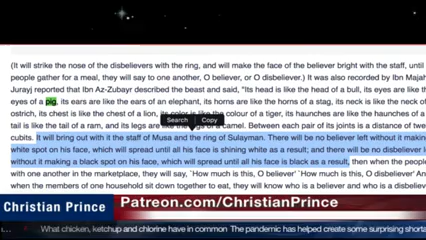 (It will strike the nose of the disbelievers with the ring, and will make the face of the believer bright with the staff, until
people gather for a meal, they will say to one another, O believer, or O disbeliever.) It was also recorded by Ibn Majah
Jurayj reported that Ibn Az-Zubayr described the beast and said, "Its head is like the head of a bull, its eyes are like the
eyes of a pig, its ears are like the ears of an elephant, its horns are like the horns of a stag, its neck is like the neck of
ostrich, its chest is like the chest of a lion, its color is like the colour of a tiger, its haunches are like the haunches of a
tail is like the tail of a ram, and its legs are like the legs of a camel. Between each pair of its joints is a distance of twe
cubits. It will bring out with it the staff of Musa and the ring of Sulayman. There will be no believer left without it making
white spot on his face, which will spread until all his face is shining white as a result; and there will be no disbeliever l
without it making a black spot on his face, which will spread until all his face is black as a result, then when the people
with one another in the marketplace, they will say, `How much is this, O believer' `How much is this, O disbeliever' An
when the members of one household sit down together to eat, they will know who is a believer and who is a disbelie
Search Copy
Christian Prince
Patreon.com/ChristianPrince
What chicken, ketchup and chlorine have in common The pandemic has helped create some surprising shorta